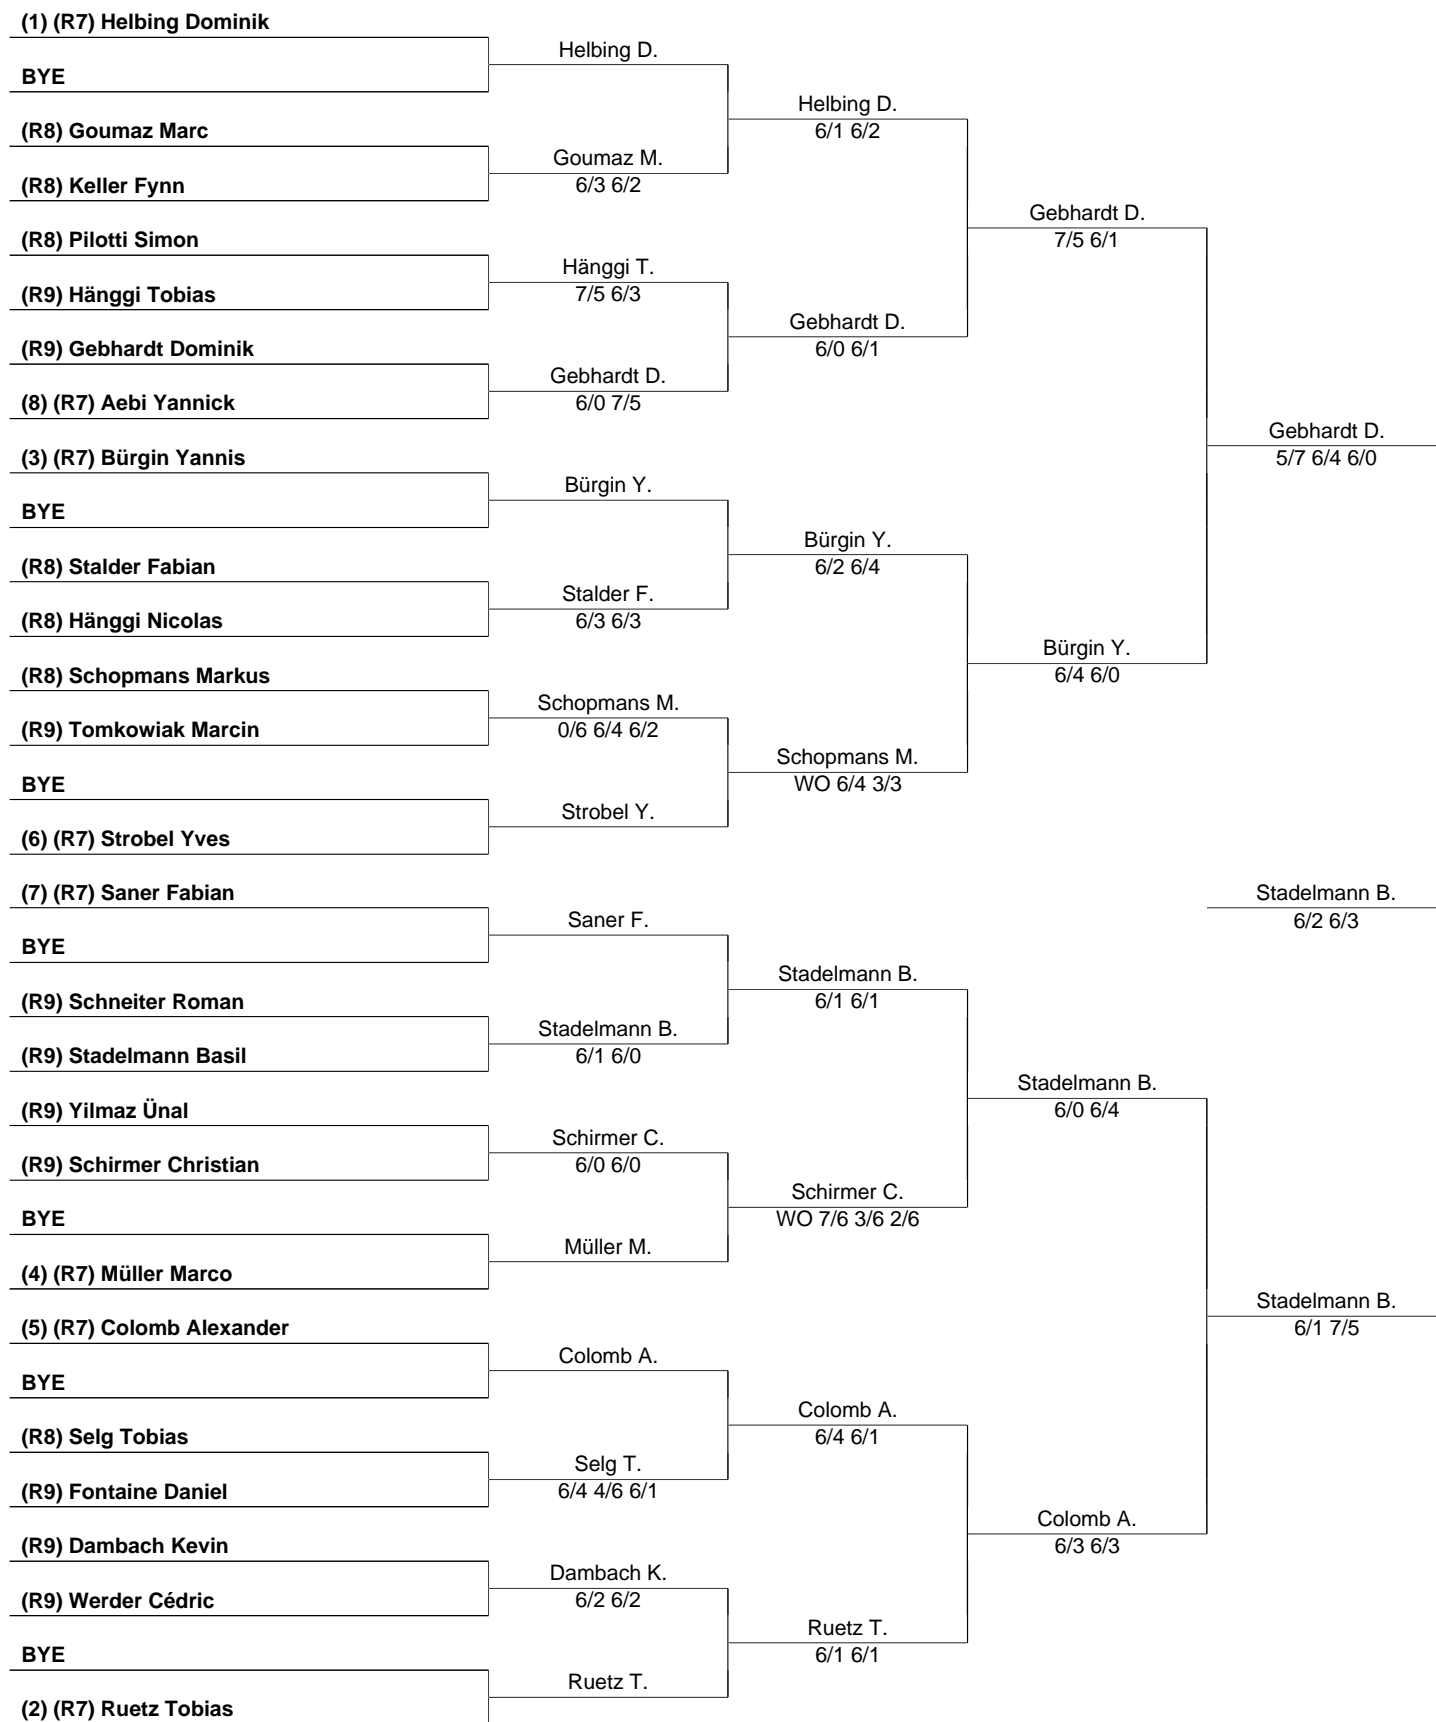 (1) (R7) Helbing Dominik
BYE
(R8) Goumaz Marc
(R8) Keller Fynn
(R8) Pilotti Simon
(R9) Hänggi Tobias
(R9) Gebhardt Dominik
(8) (R7) Aebi Yannick
(3) (R7) Bürgin Yannis
BYE
(R8) Stalder Fabian
(R8) Hänggi Nicolas
(R8) Schopmans Markus
(R9) Tomkowiak Marcin
BYE
(6) (R7) Strobel Yves
(7) (R7) Saner Fabian
BYE
(R9) Schneiter Roman
(R9) Stadelmann Basil
(R9) Yilmaz Ünal
(R9) Schirmer Christian
BYE
(4) (R7) Müller Marco
(5) (R7) Colomb Alexander
BYE
(R8) Selg Tobias
(R9) Fontaine Daniel
(R9) Dambach Kevin
(R9) Werder Cédric
BYE
(2) (R7) Ruetz Tobias
Helbing D.
Goumaz M.
6/3 6/2
Hänggi T.
7/5 6/3
Gebhardt D.
6/0 7/5
Bürgin Y.
Stalder F.
6/3 6/3
Schopmans M.
0/6 6/4 6/2
Strobel Y.
Saner F.
Stadelmann B.
6/1 6/0
Schirmer C.
6/0 6/0
Müller M.
Colomb A.
Selg T.
6/4 4/6 6/1
Dambach K.
6/2 6/2
Ruetz T.
Helbing D.
6/1 6/2
Gebhardt D.
6/0 6/1
Bürgin Y.
6/2 6/4
Schopmans M.
WO 6/4 3/3
Stadelmann B.
6/1 6/1
Schirmer C.
WO 7/6 3/6 2/6
Colomb A.
6/4 6/1
Ruetz T.
6/1 6/1
Gebhardt D.
7/5 6/1
Bürgin Y.
6/4 6/0
Stadelmann B.
6/0 6/4
Colomb A.
6/3 6/3
Gebhardt D.
5/7 6/4 6/0
Stadelmann B.
6/2 6/3
Stadelmann B.
6/1 7/5